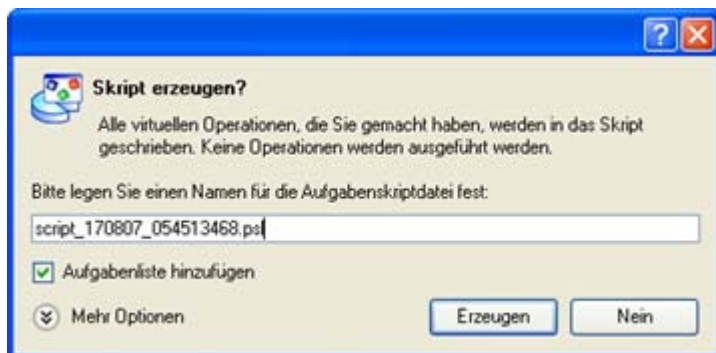 Skript erzeugen?
Alle virtuellen Operationen, die Sie gemacht haben, werden in das Skript
geschrieben. Keine Operationen werden ausgeführt werden.
Bitte legen Sie einen Namen für die Aufgabenskriptdatei fest:
script_170807_054513468.psl
Aufgabenliste hinzufügen
Mehr Optionen
Erzeugen
Nein